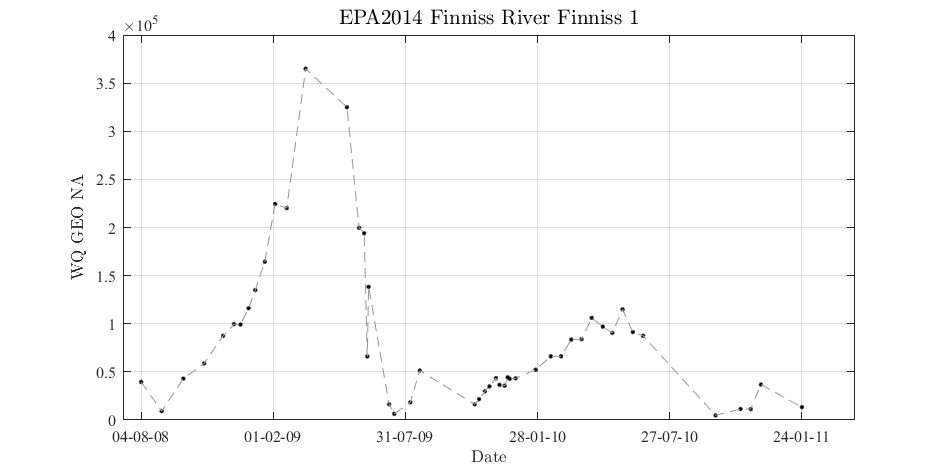 EPA2014 Finniss River Finniss 1
×10⁵
4
3.5
3
2.5
2
1.5
1
0.5
0
WQ GEO NA
04-08-08 01-02-09 31-07-09 28-01-10 27-07-10 24-01-11
Date